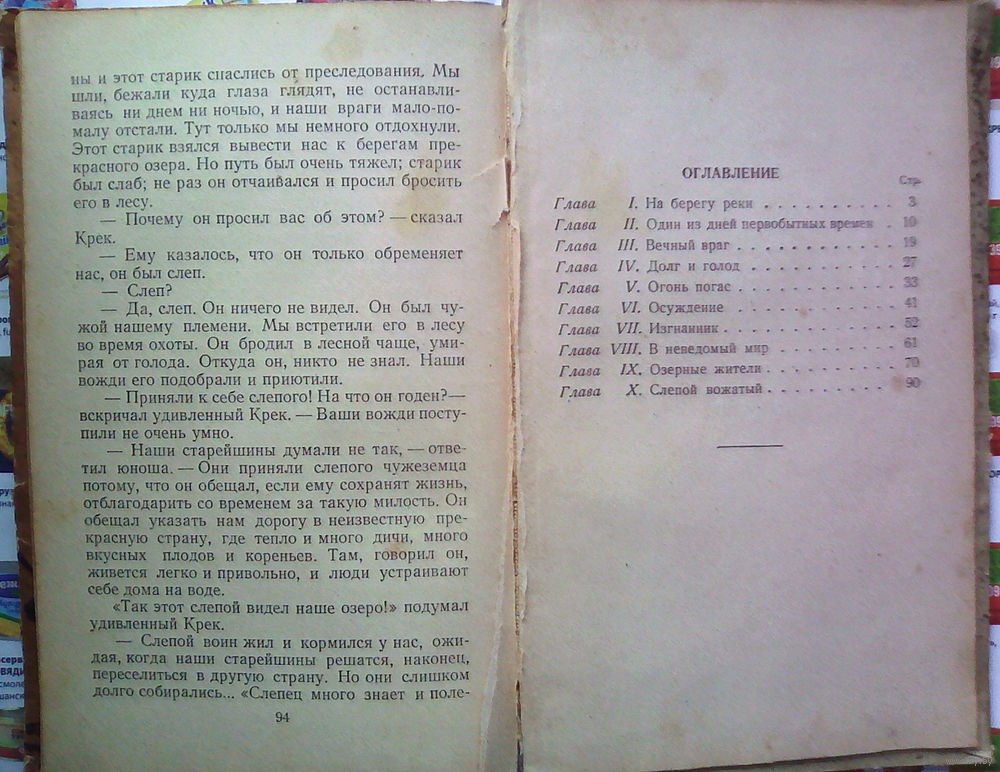 ны и этот старик спаслись от преследования. Мы
шли, бежали куда глаза глядят, не останавли-
ваясь ни днем ни ночью, и наши враги мало-по-
малу отстали. Тут только мы немного отдохнули.
Этот старик взялся вывести нас к берегам пре-
красного озера. Но путь был очень тяжел; старик
был слаб; не раз он отчаивался и просил бросить
его в лесу.
— Почему он просил вас об этом? — сказал
Крек.
— Ему казалось, что он только обременяет
нас, он был слеп.
— Слеп?
— Да, слеп. Он ничего не видел. Он был чу-
жой нашему племени. Мы встретили его в лесу
во время охоты. Он бродил в лесной чаще, уми-
рая от голода. Откуда он, никто не знал. Наши
вожди его подобрали и приютили.
— Приняли к себе слепого! На что он годен?—
вскричал удивленный Крек. — Ваши вожди посту-
пили не очень умно.
— Наши старейшины думали не так, — отве-
тил юноша. — Они приняли слепого чужеземца
потому, что он обещал, если ему сохранят жизнь,
отблагодарить со временем за такую милость. Он
обещал указать нам дорогу в неизвестную пре-
красную страну, где тепло и много дичи, много
вкусных плодов и кореньев. Там, говорил он,
живется легко и привольно, и люди устраивают
себе дома на воде.
«Так этот слепой видел наше озеро!» подумал
удивленный Крек.
— Слепой воин жил и кормился у нас, ожи-
дая, когда наши старейшины решатся, наконец,
переселиться в другую страну. Но они слишком
долго собирались... «Слепец много знает и поле-
94
ОГЛАВЛЕНИЕ
Стр.
Глава I. На берегу реки . . . . . . . . . . . 3
Глава II. Один из дней первобытных времен . 10
Глава III. Вечный враг . . . . . . . . . . . . 19
Глава IV. Долг и голод . . . . . . . . . . . 27
Глава V. Огонь погас . . . . . . . . . . . . 33
Глава VI. Осуждение . . . . . . . . . . . . 41
Глава VII. Изгнанник . . . . . . . . . . . . . 52
Глава VIII. В неведомый мир . . . . . . . . . 61
Глава IX. Озерные жители . . . . . . . . . . 70
Глава X. Слепой вожатый . . . . . . . . . . 90